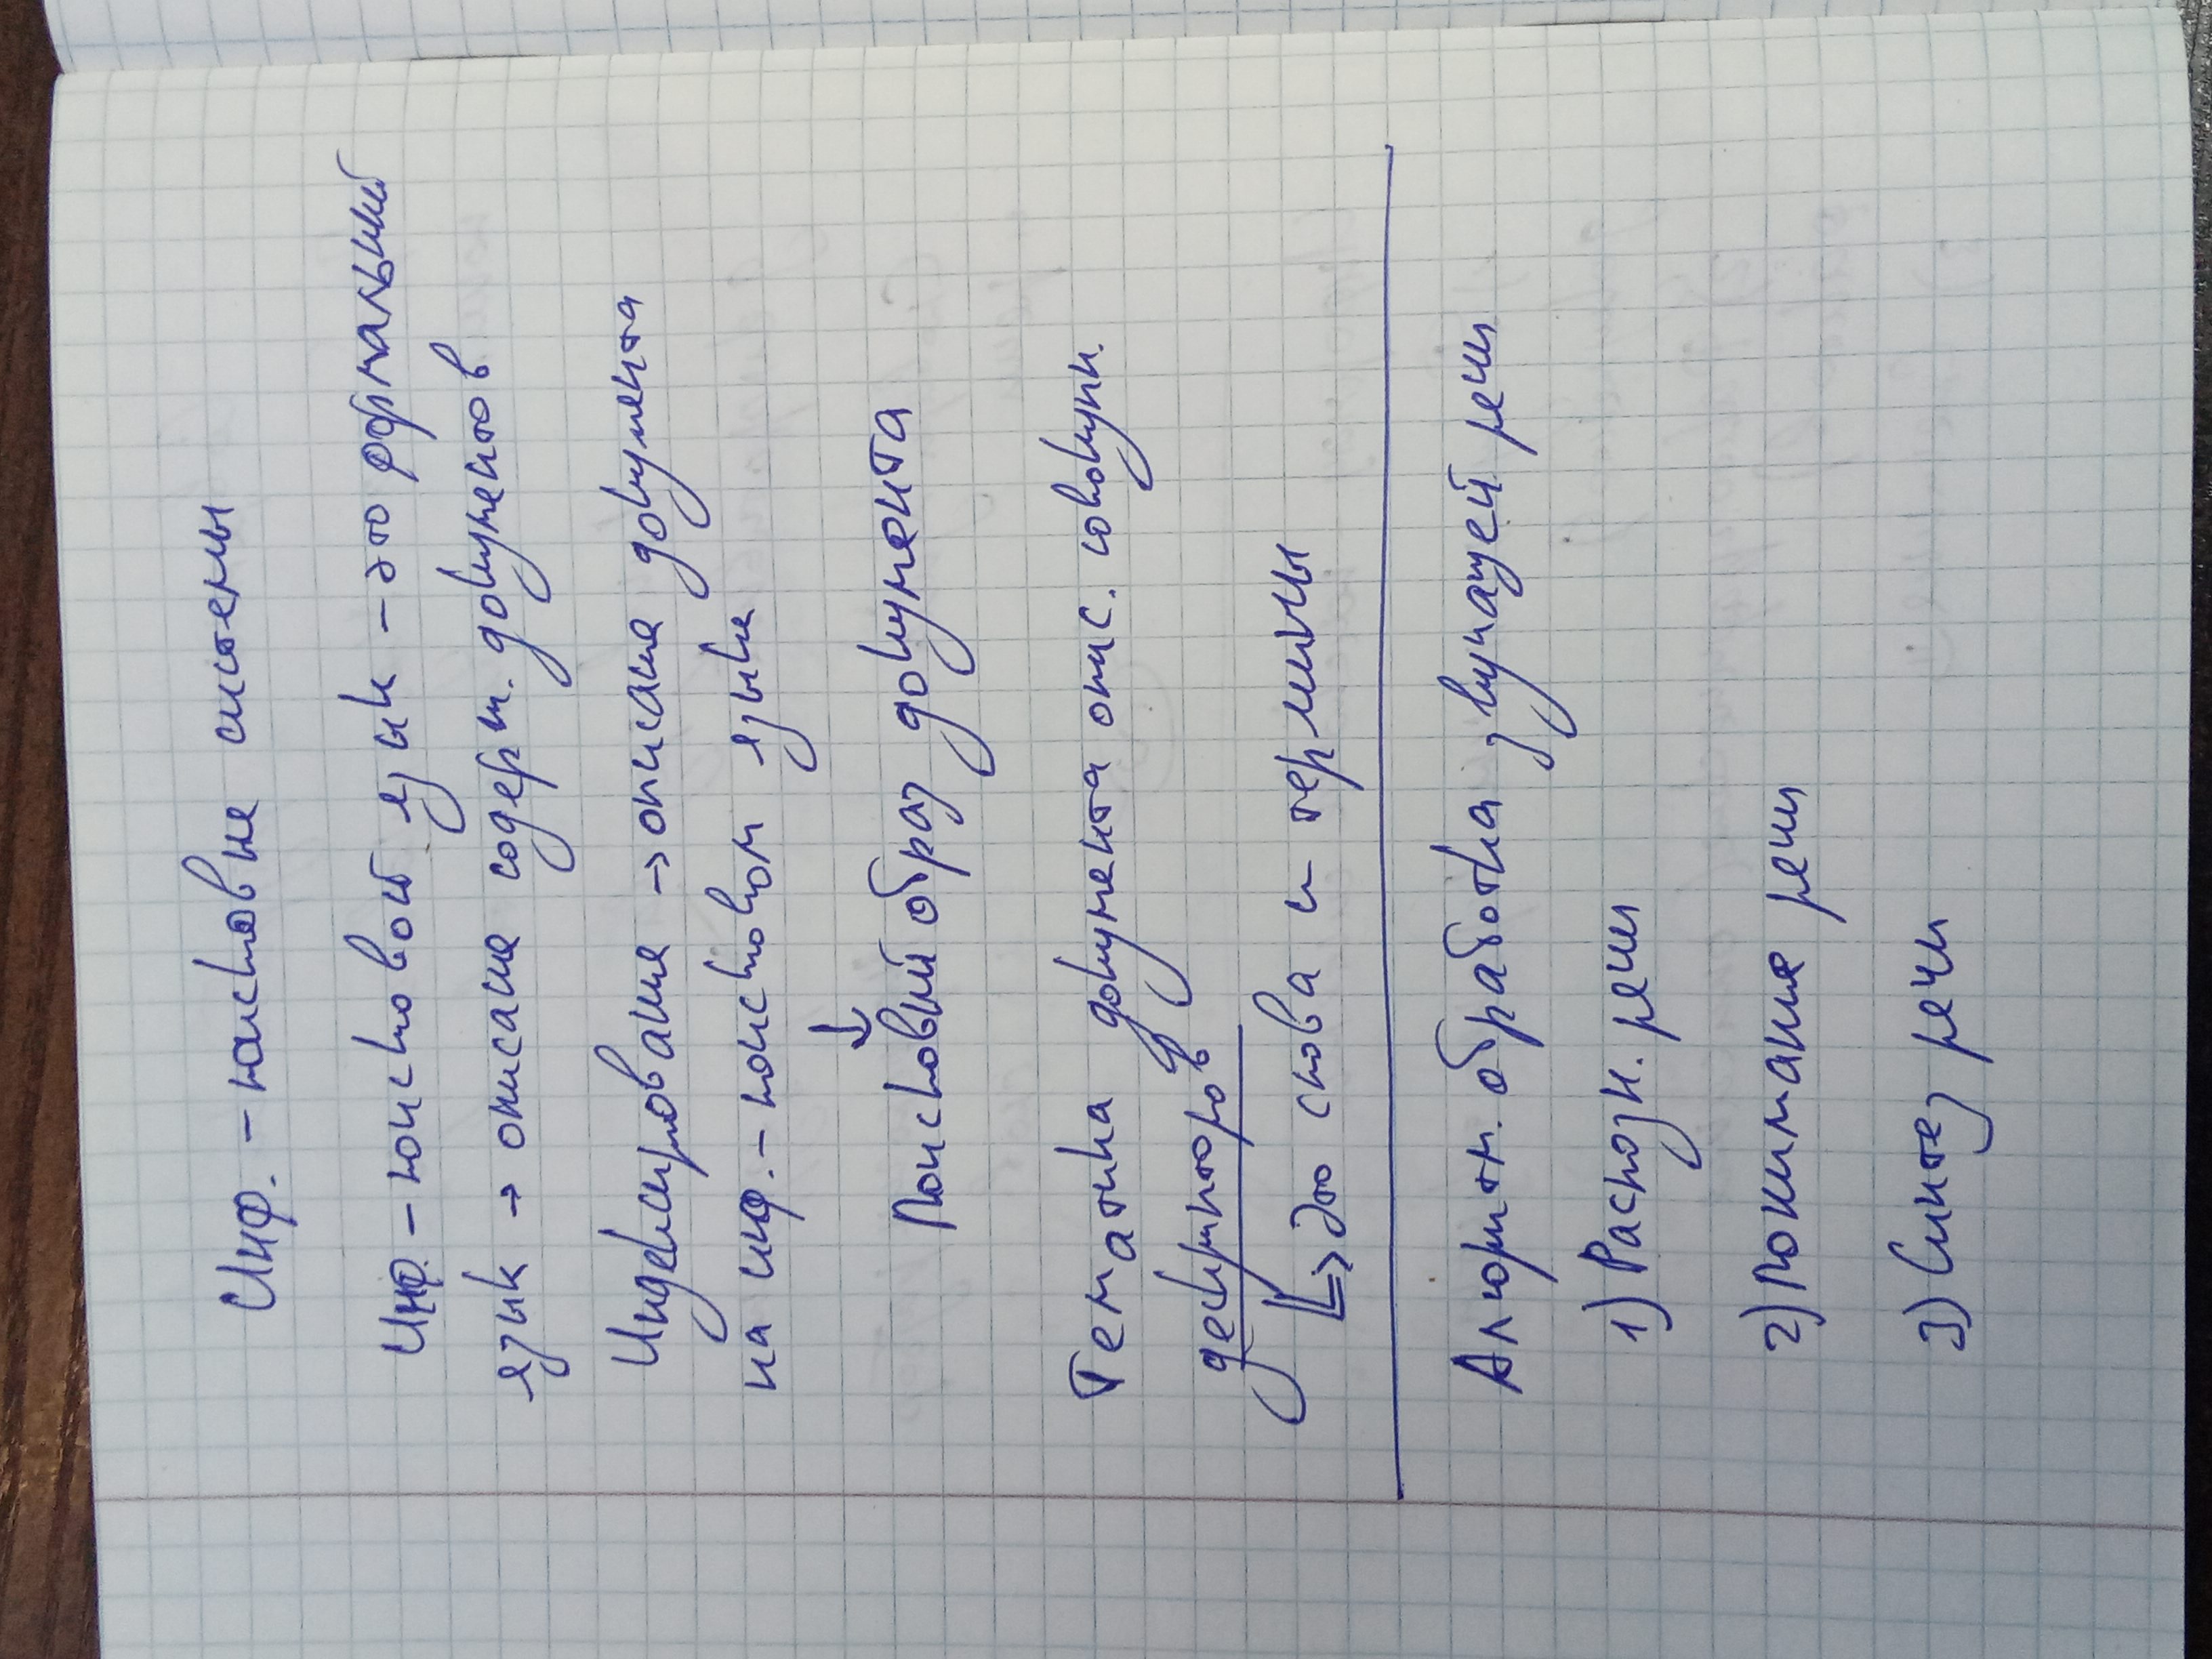 Инф. - поисковые системы
Инф. - поисковой язык - это формальный
язык → описание содерж. документов
Индексирование → описание документа
на инф. - поисковом языке
↓
Поисковый образ документа
Тематика документа опис. совокупн.
дескрипторов
↳ это слова и термины
Алгоритм. обработка звучащей речи
1) Распозн. речи
2) Понимание речи
3) Синтез речи